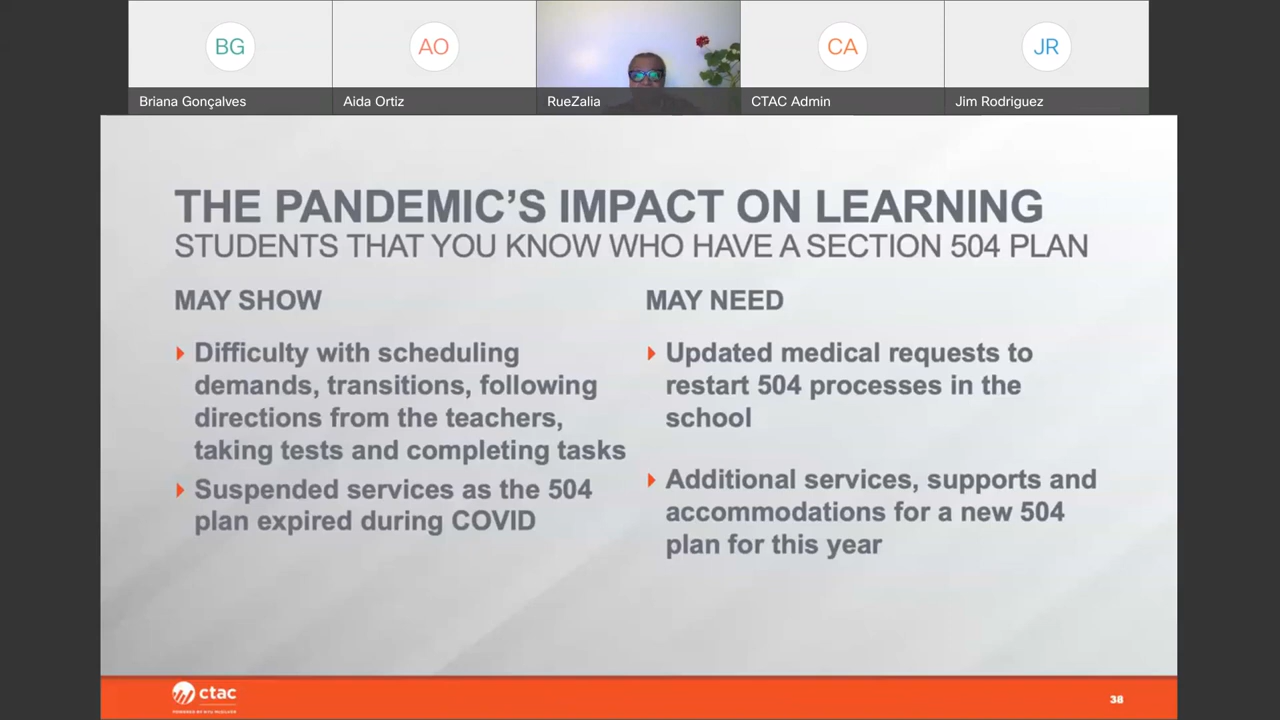 BG
AO
CA
JR
Briana Gonçalves
Aida Ortiz
RueZalia
CTAC Admin
Jim Rodriguez
THE PANDEMIC’S IMPACT ON LEARNING
STUDENTS THAT YOU KNOW WHO HAVE A SECTION 504 PLAN
MAY SHOW
Difficulty with scheduling
demands, transitions, following
directions from the teachers,
taking tests and completing tasks
Suspended services as the 504
plan expired during COVID
MAY NEED
Updated medical requests to
restart 504 processes in the
school
Additional services, supports and
accommodations for a new 504
plan for this year
ctac
POWERED BY NYU MCSILVER
38